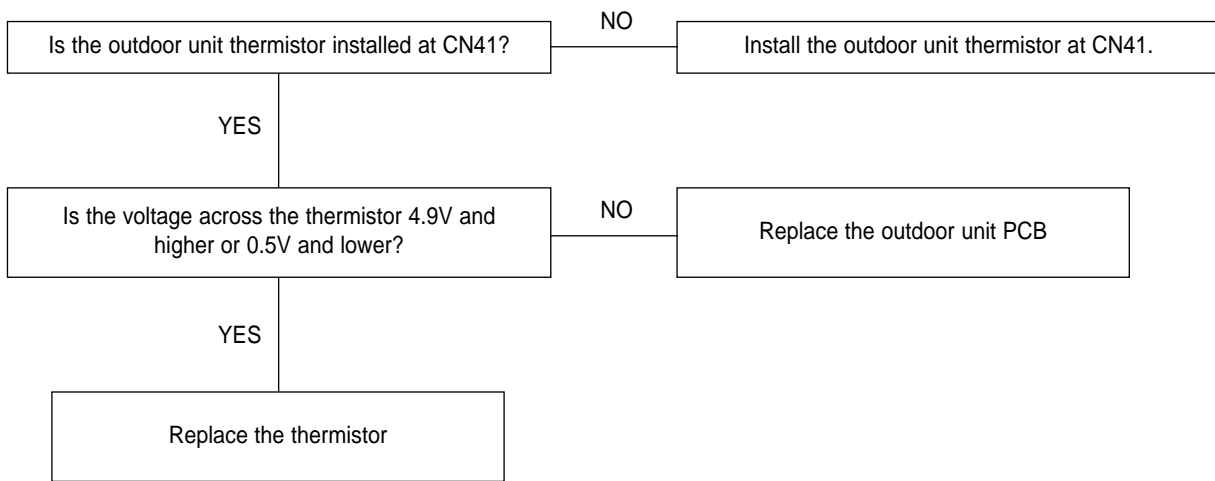 Is the outdoor unit thermistor installed at CN41?
NO
Install the outdoor unit thermistor at CN41.
YES
Is the voltage across the thermistor 4.9V and
higher or 0.5V and lower?
NO
Replace the outdoor unit PCB
YES
Replace the thermistor